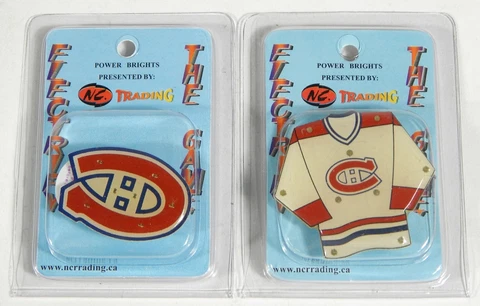 POWER BRIGHTS
PRESENTED BY:
NC. TRADING
ELECTRIFY
THE GAME
www.ncrrading.ca
POWER BRIGHTS
PRESENTED BY:
NC. TRADING
ELECTRIFY
THE GAME
www.ncrrading.ca